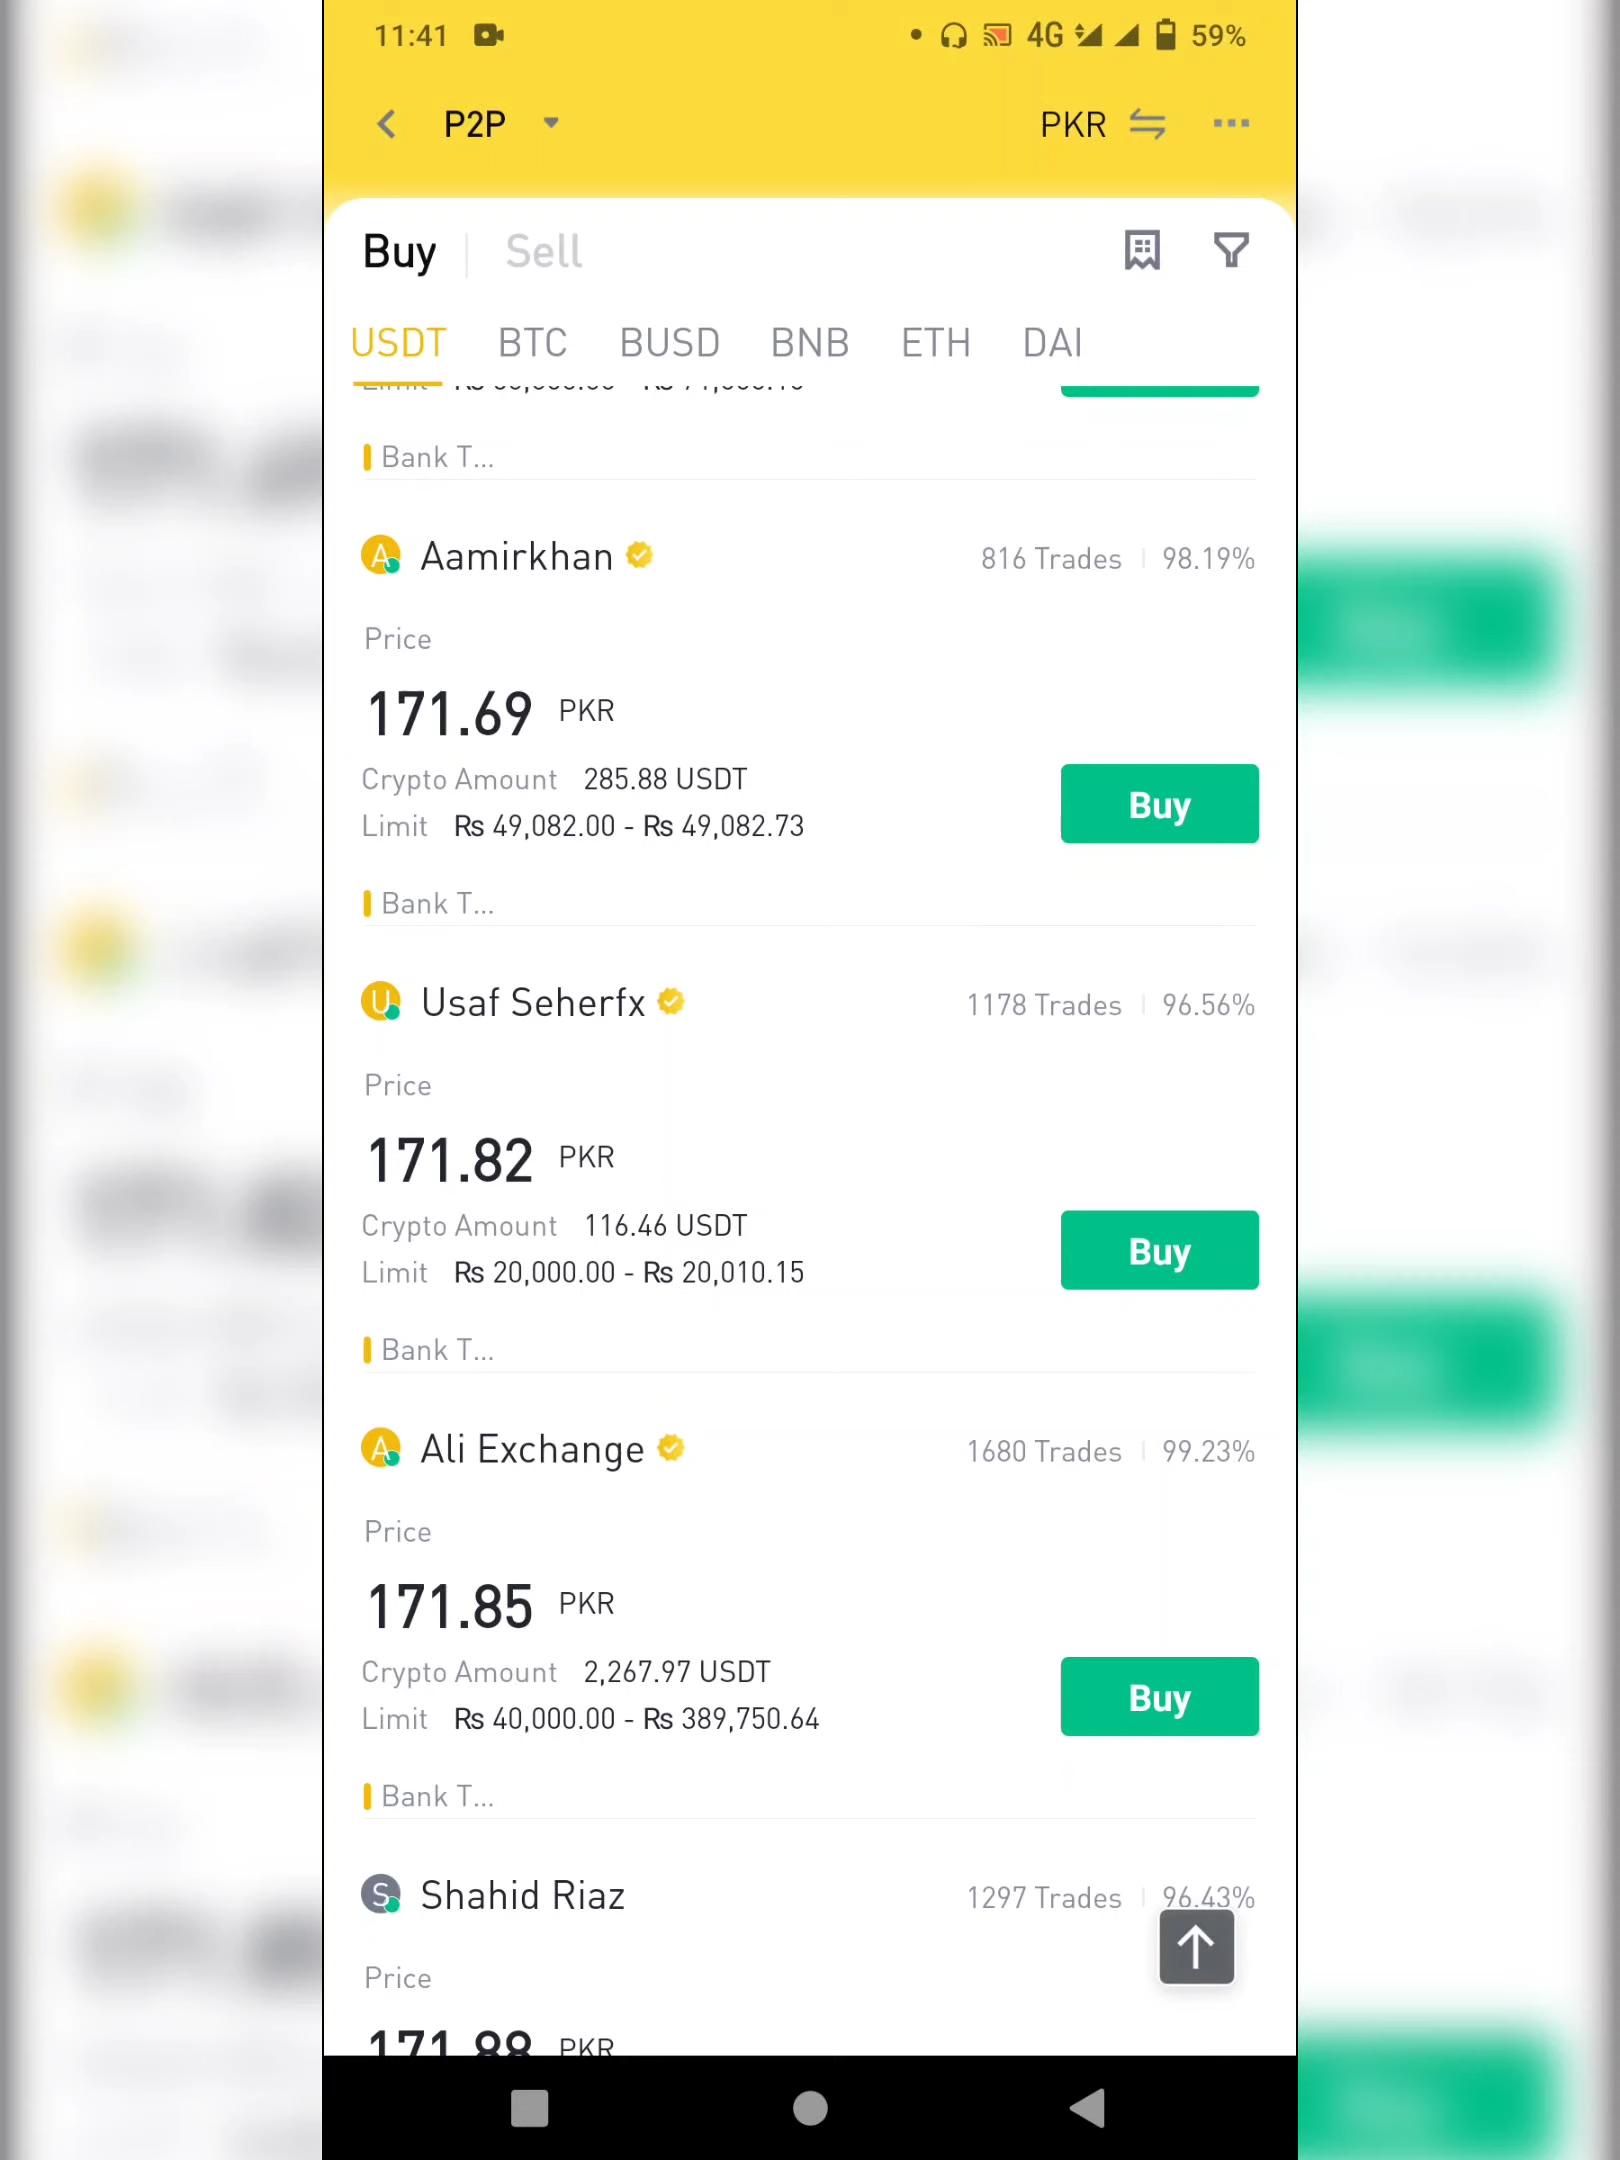 11:41
4G 59%
P2P PKR
Buy Sell
USDT BTC BUSD BNB ETH DAI
Limit
Bank T...
Aamirkhan 816 Trades 98.19%
Price
171.69 PKR
Crypto Amount 285.88 USDT
Limit Rs 49,082.00 - Rs 49,082.73
Buy
Bank T...
Usaf Seherfx 1178 Trades 96.56%
Price
171.82 PKR
Crypto Amount 116.46 USDT
Limit Rs 20,000.00 - Rs 20,010.15
Buy
Bank T...
Ali Exchange 1680 Trades 99.23%
Price
171.85 PKR
Crypto Amount 2,267.97 USDT
Limit Rs 40,000.00 - Rs 389,750.64
Buy
Bank T...
Shahid Riaz 1297 Trades 96.43%
Price
171.88 PKR